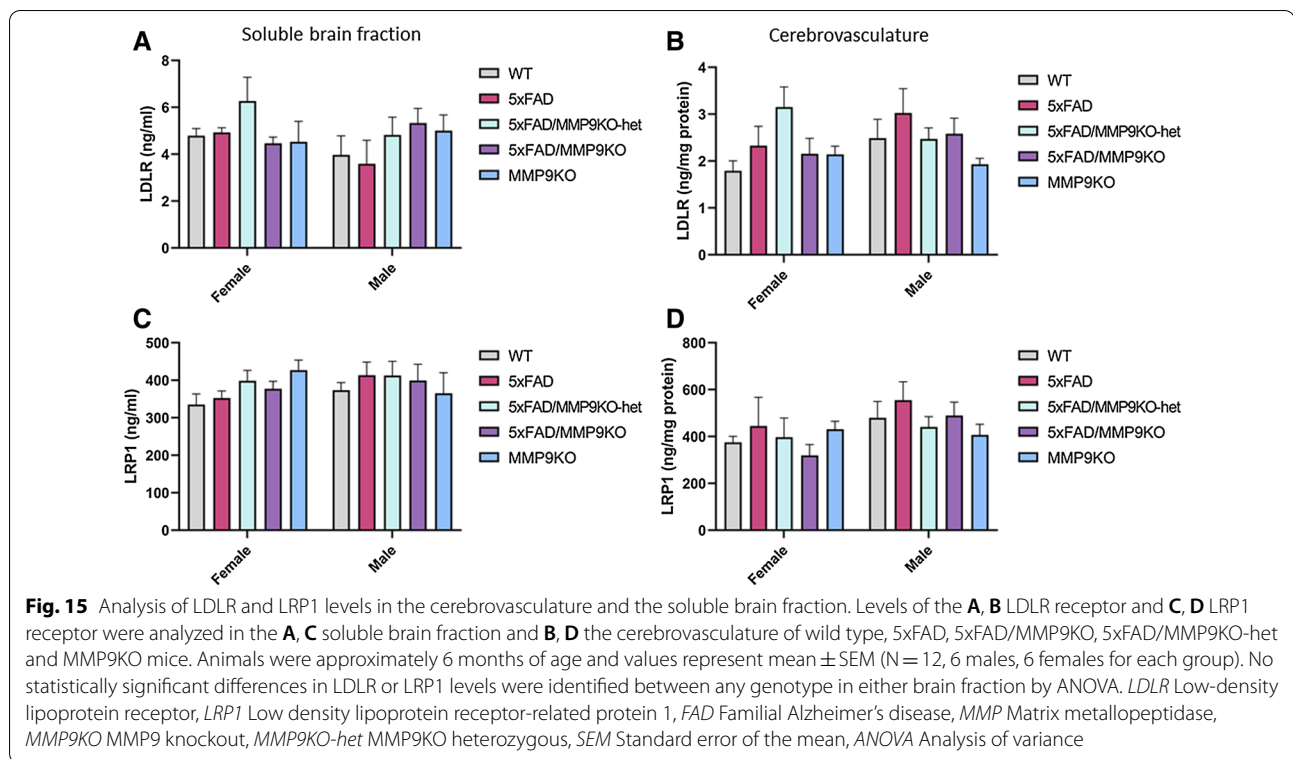 A
Soluble brain fraction
LDLR (ng/ml)
8
6
4
2
0
Female
Male
WT
5xFAD
5xFAD/MMP9KO-het
5xFAD/MMP9KO
MMP9KO
B
Cerebrovasculature
LDLR (ng/mg protein)
4
3
2
1
0
Female
Male
WT
5xFAD
5xFAD/MMP9KO-het
5xFAD/MMP9KO
MMP9KO
C
LRP1 (ng/ml)
500
400
300
200
100
0
Female
Male
WT
5xFAD
5xFAD/MMP9KO-het
5xFAD/MMP9KO
MMP9KO
D
LRP1 (ng/mg protein)
800
600
400
200
0
Female
Male
WT
5xFAD
5xFAD/MMP9KO-het
5xFAD/MMP9KO
MMP9KO
Fig. 15 Analysis of LDLR and LRP1 levels in the cerebrovasculature and the soluble brain fraction. Levels of the A, B LDLR receptor and C, D LRP1
receptor were analyzed in the A, C soluble brain fraction and B, D the cerebrovasculature of wild type, 5xFAD, 5xFAD/MMP9KO, 5xFAD/MMP9KO-het
and MMP9KO mice. Animals were approximately 6 months of age and values represent mean ± SEM (N = 12, 6 males, 6 females for each group). No
statistically significant differences in LDLR or LRP1 levels were identified between any genotype in either brain fraction by ANOVA. LDLR Low-density
lipoprotein receptor, LRP1 Low density lipoprotein receptor-related protein 1, FAD Familial Alzheimer's disease, MMP Matrix metallopeptidase,
MMP9KO MMP9 knockout, MMP9KO-het MMP9KO heterozygous, SEM Standard error of the mean, ANOVA Analysis of variance